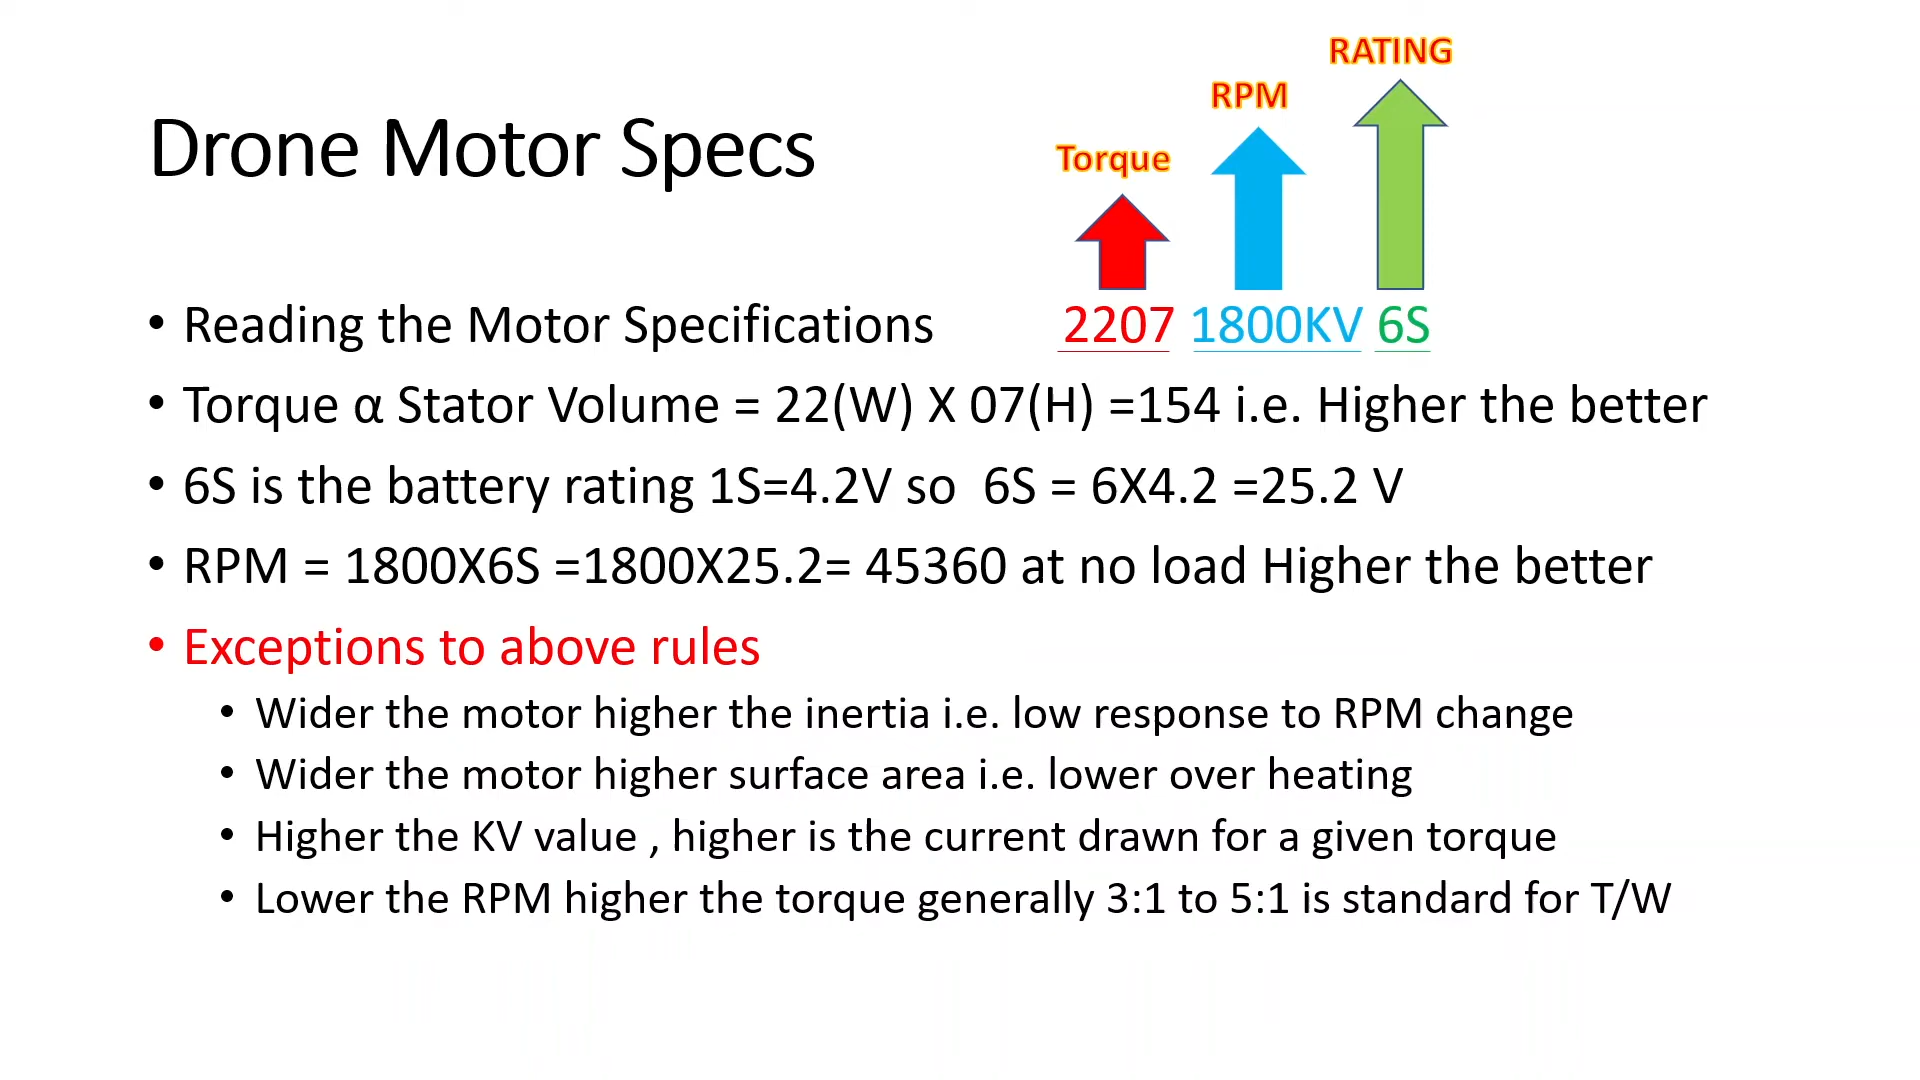 RATING
RPM
Torque
Drone Motor Specs
• Reading the Motor Specifications 2207 1800KV 6S
• Torque α Stator Volume = 22(W) X 07(H) =154 i.e. Higher the better
• 6S is the battery rating 1S=4.2V so 6S = 6X4.2 =25.2 V
• RPM = 1800X6S =1800X25.2= 45360 at no load Higher the better
• Exceptions to above rules
• Wider the motor higher the inertia i.e. low response to RPM change
• Wider the motor higher surface area i.e. lower over heating
• Higher the KV value , higher is the current drawn for a given torque
• Lower the RPM higher the torque generally 3:1 to 5:1 is standard for T/W